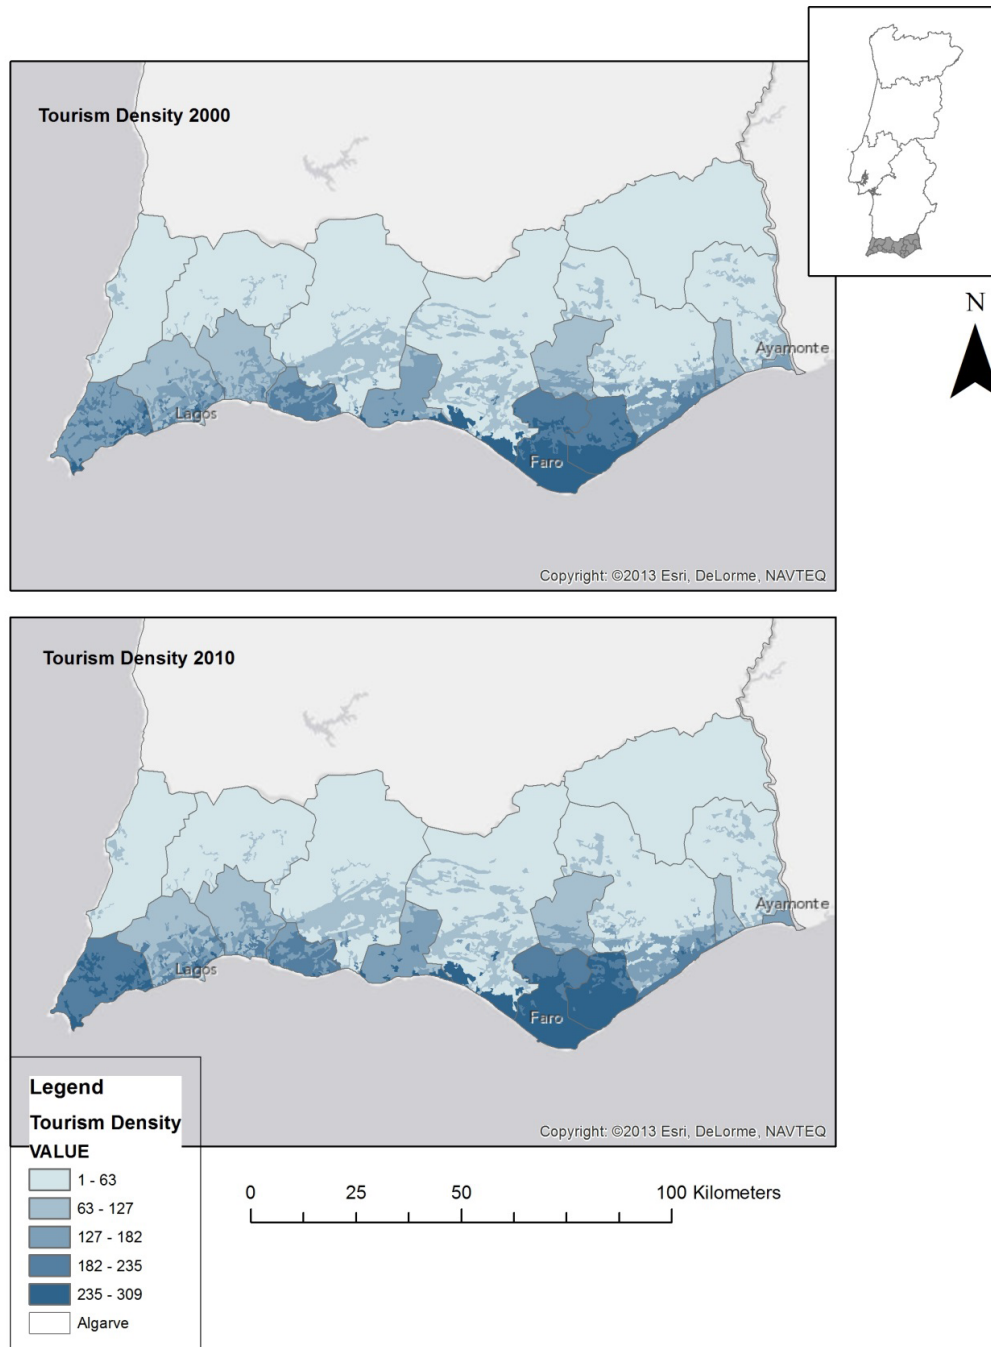 Tourism Density 2000
N
Ayamonte
Lagos
Faro
Copyright: ©2013 Esri, DeLorme, NAVTEQ
Tourism Density 2010
Ayamonte
Lagos
Faro
Copyright: ©2013 Esri, DeLorme, NAVTEQ
Legend
Tourism Density
VALUE
1 - 63
63 - 127
127 - 182
182 - 235
235 - 309
Algarve
0 25 50 100 Kilometers